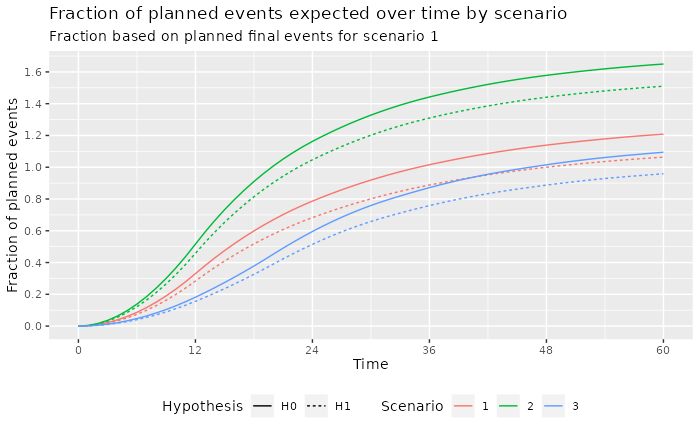 Fraction of planned events expected over time by scenario
Fraction based on planned final events for scenario 1
Fraction of planned events
1.6
1.4
1.2
1.0
0.8
0.6
0.4
0.2
0.0
0 12 24 36 48 60
Time
Hypothesis H0 H1 Scenario 1 2 3